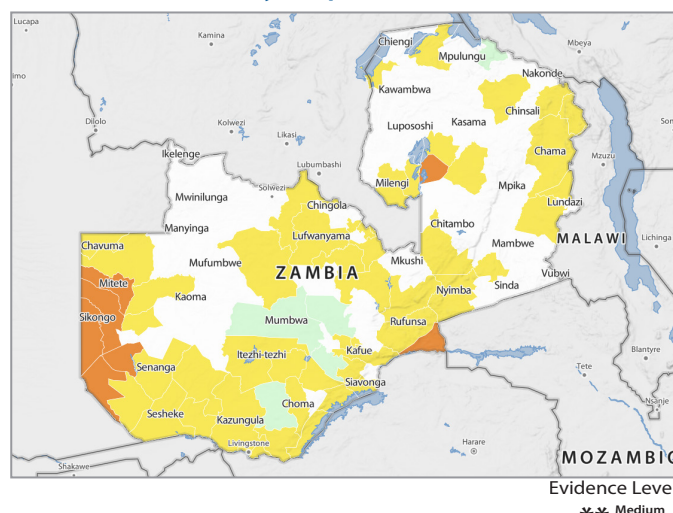 Lucapa
Kamina
Chiengi
Mpulungu
Mbeya
Nakonde
Kawambwa
Chinsali
Dilolo
Kolwezi
Likasi
Lupososhi
Kasama
Ikelenge
Lubumbashi
Chama
Mzuzu
Solwezi
Milengi
Mpika
Mwinilunga
Chingola
Lundazi
Manyinga
Chitambo
Lufwanyama
Mambwe
MALAWI
Lichinga
Chavuma
Mufumbwe
ZAMBIA
Mkushi
Vubwi
Mitete
Kaoma
Nyimba
Sinda
Sikongo
Mumbwa
Rufunsa
Itezhi-tezhi
Kafue
Blantyre
Senanga
Siavonga
Tete
Sesheke
Kazungula
Choma
Nsanje
Livingstone
Harare
MOZAMBIC
Shakawe
Evidence Leve
** Medium